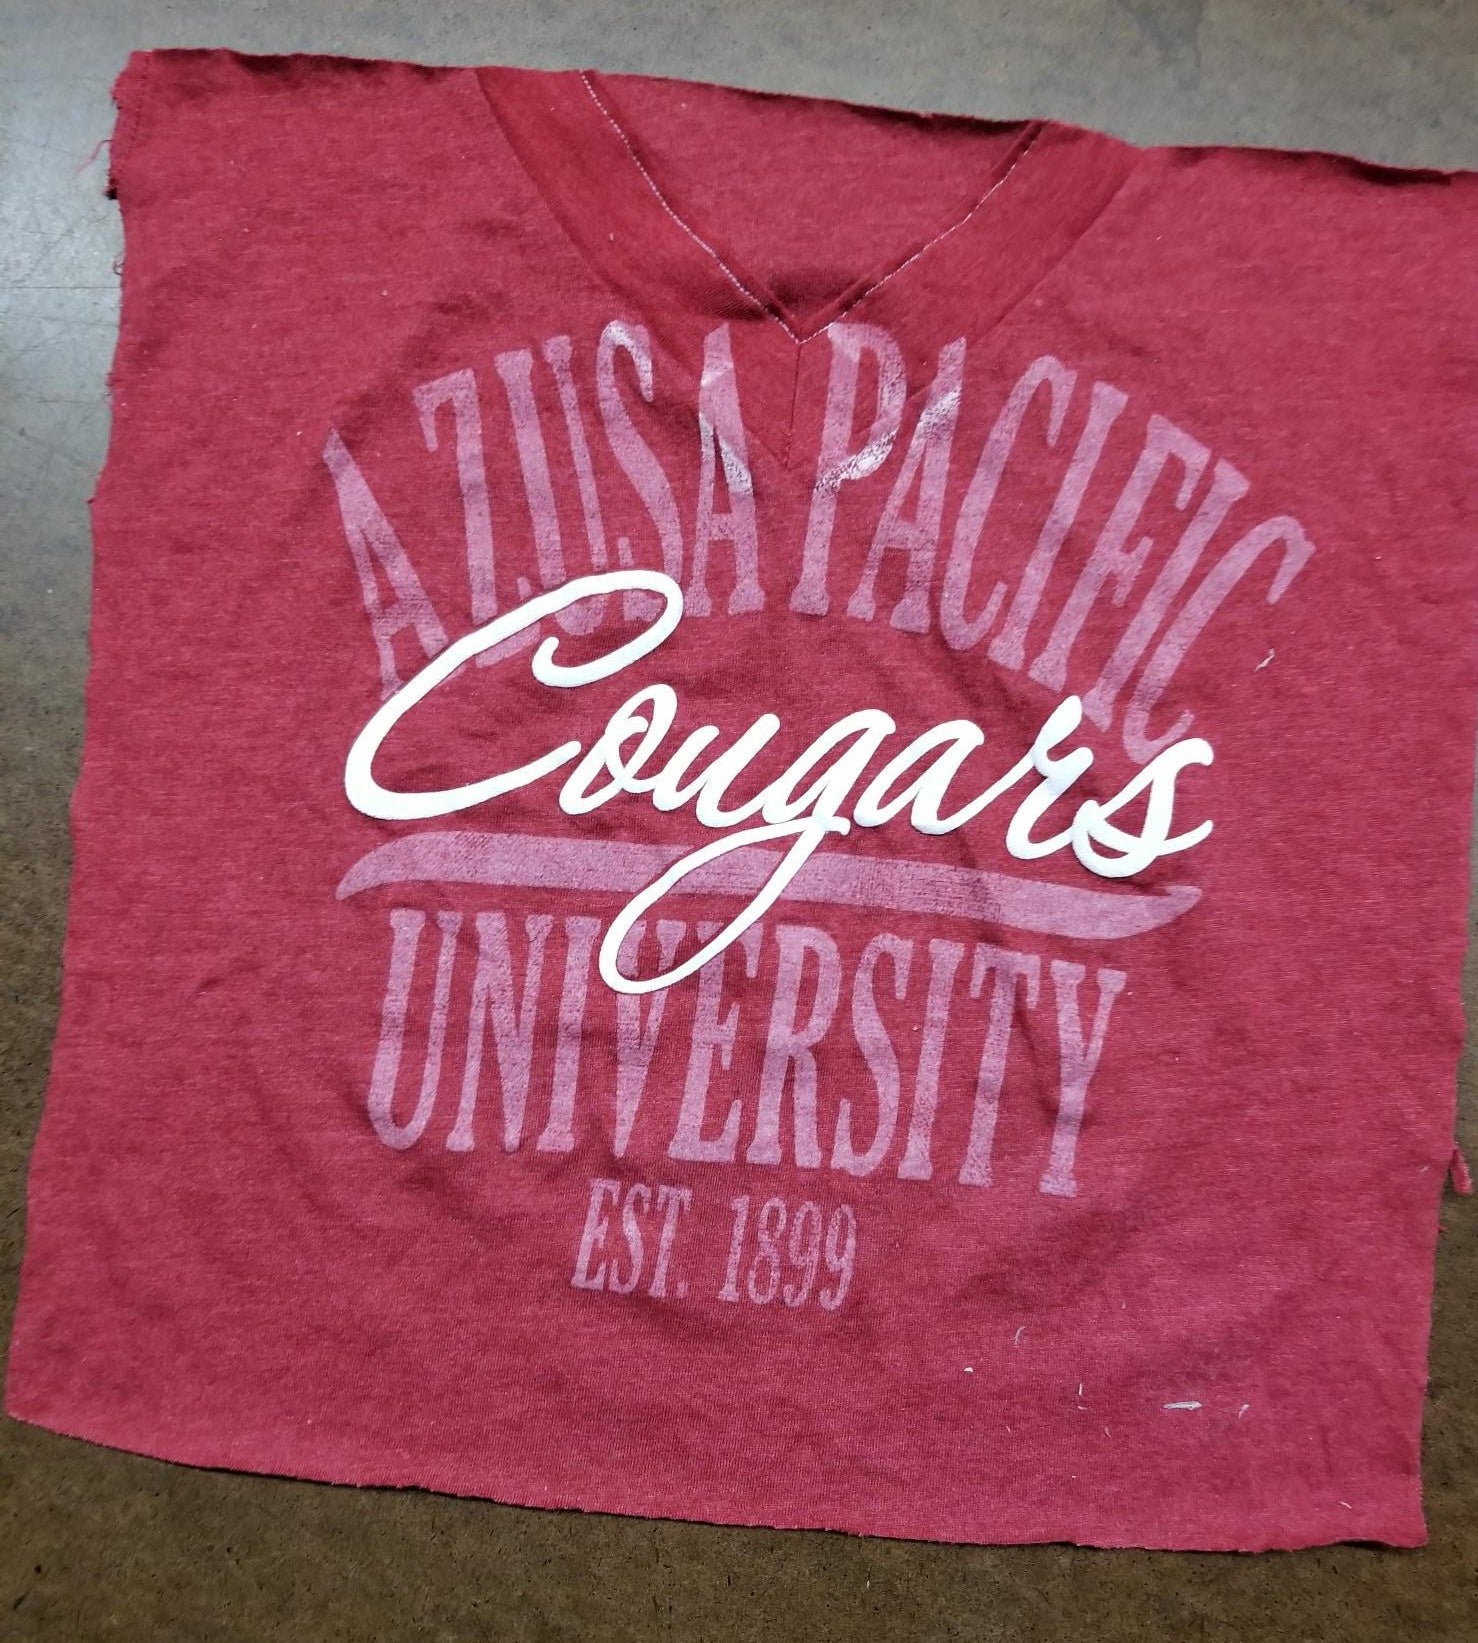 AZUSA PACIFIC
Cougars
UNIVERSITY
EST. 1899